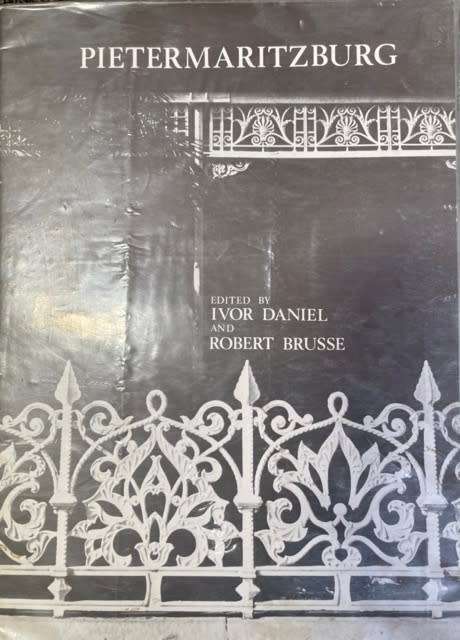 PIETERMARITZBURG
EDITED BY
IVOR DANIEL
AND
ROBERT BRUSSE